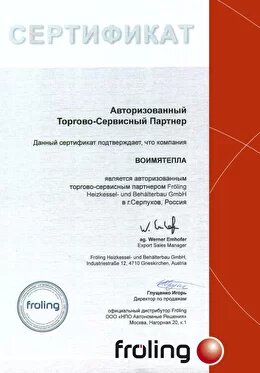 СЕРТИФИКАТ
Авторизованный
Торгово-Сервисный Партнер
Данный сертификат подтверждает, что компания
ВОИМЯТЕПЛА
является авторизованным
торгово-сервисным партнером Fröling
Heizkessel- und Behälterbau GmbH
в г.Серпухов, Россия
ag. Werner Emhofer
Export Sales Manager
Fröling Heizkessel- und Behälterbau GmbH,
Industriestraße 12, 4710 Grieskirchen, Austria
Глущенко Игорь
Директор по продажам
fröling
официальный дистрибутор Fröling
ООО «НПО Автономные Решения»
Москва, Нагорная 20, к.1
fröling